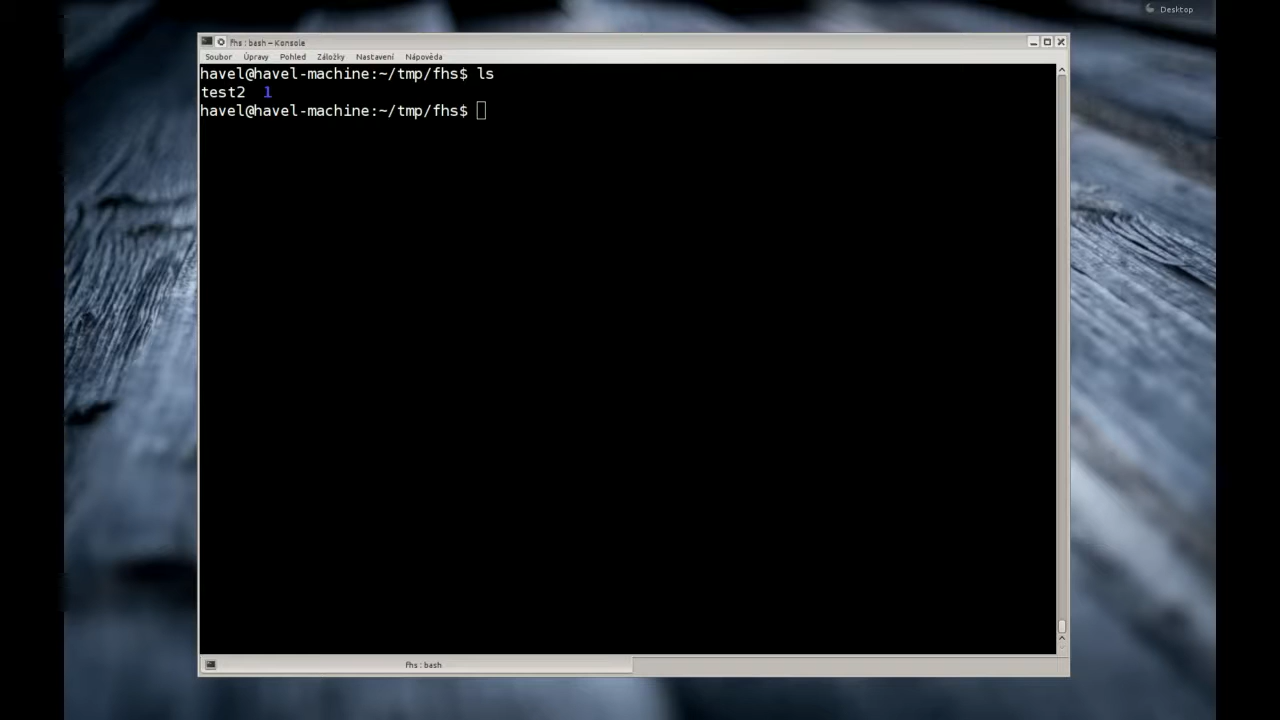 Desktop
fhs : bash – Konsola
Soubor Úpravy Pohled Záložky Nastavení Nápověda
havel@havel-machine:~/tmp/fhs$ ls
test2  1
havel@havel-machine:~/tmp/fhs$
fhs : bash